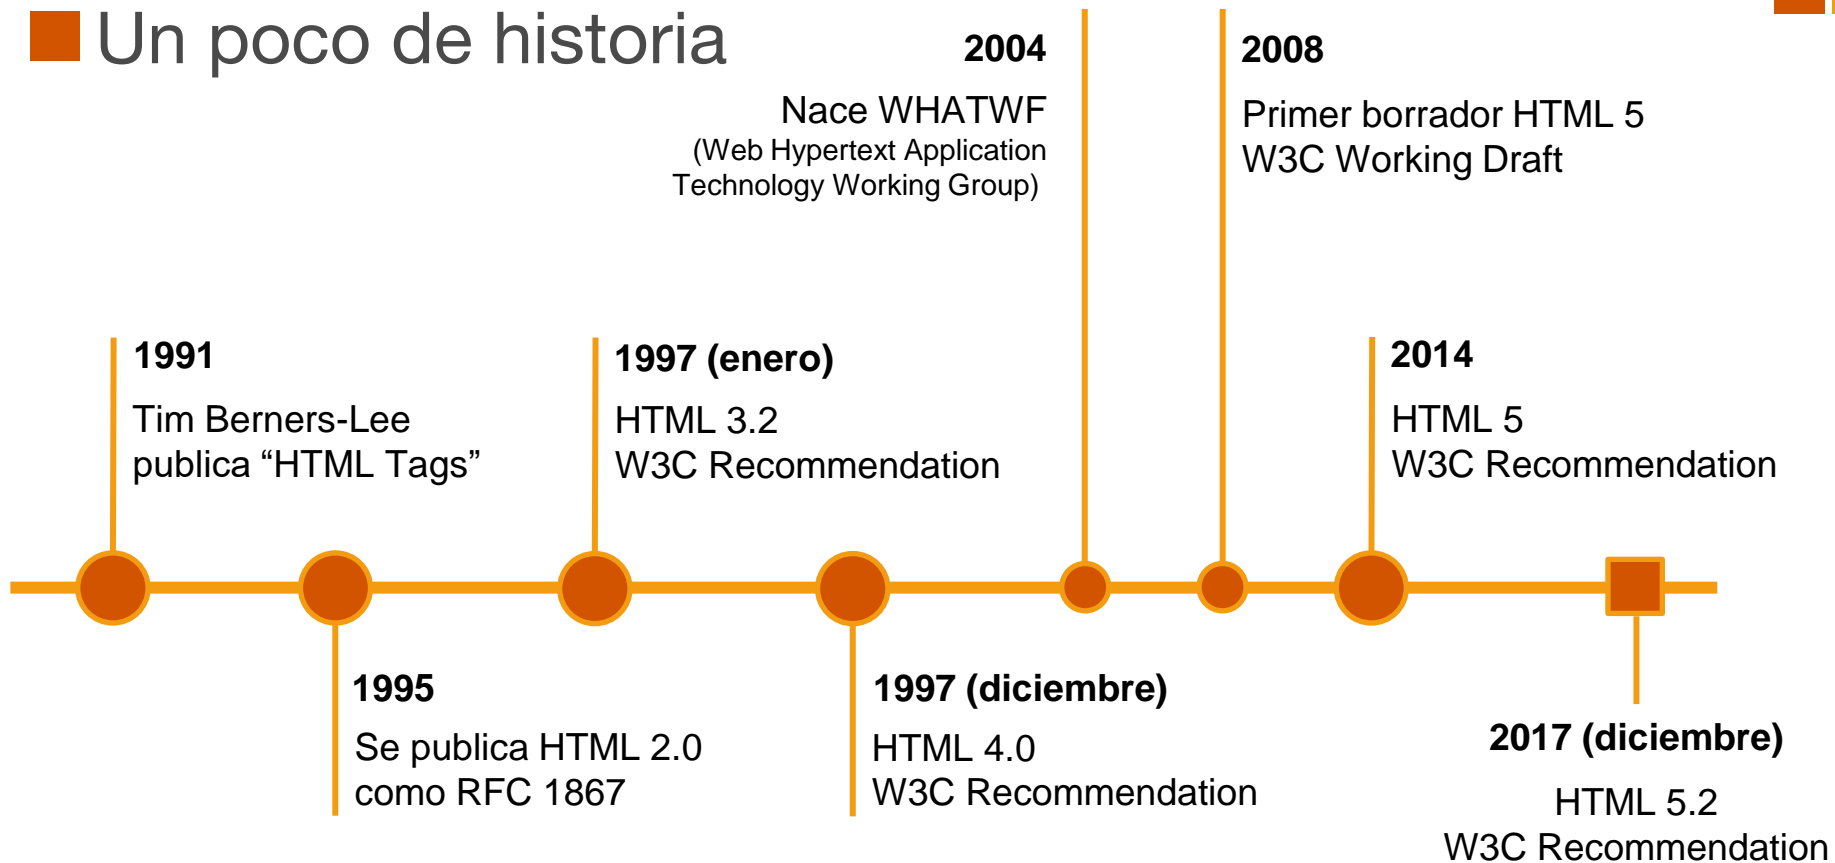 Un poco de historia
2004
Nace WHATWF
(Web Hypertext Application
Technology Working Group)
2008
Primer borrador HTML 5
W3C Working Draft
1991
Tim Berners-Lee
publica “HTML Tags”
1997 (enero)
HTML 3.2
W3C Recommendation
2014
HTML 5
W3C Recommendation
1995
Se publica HTML 2.0
como RFC 1867
1997 (diciembre)
HTML 4.0
W3C Recommendation
2017 (diciembre)
HTML 5.2
W3C Recommendation